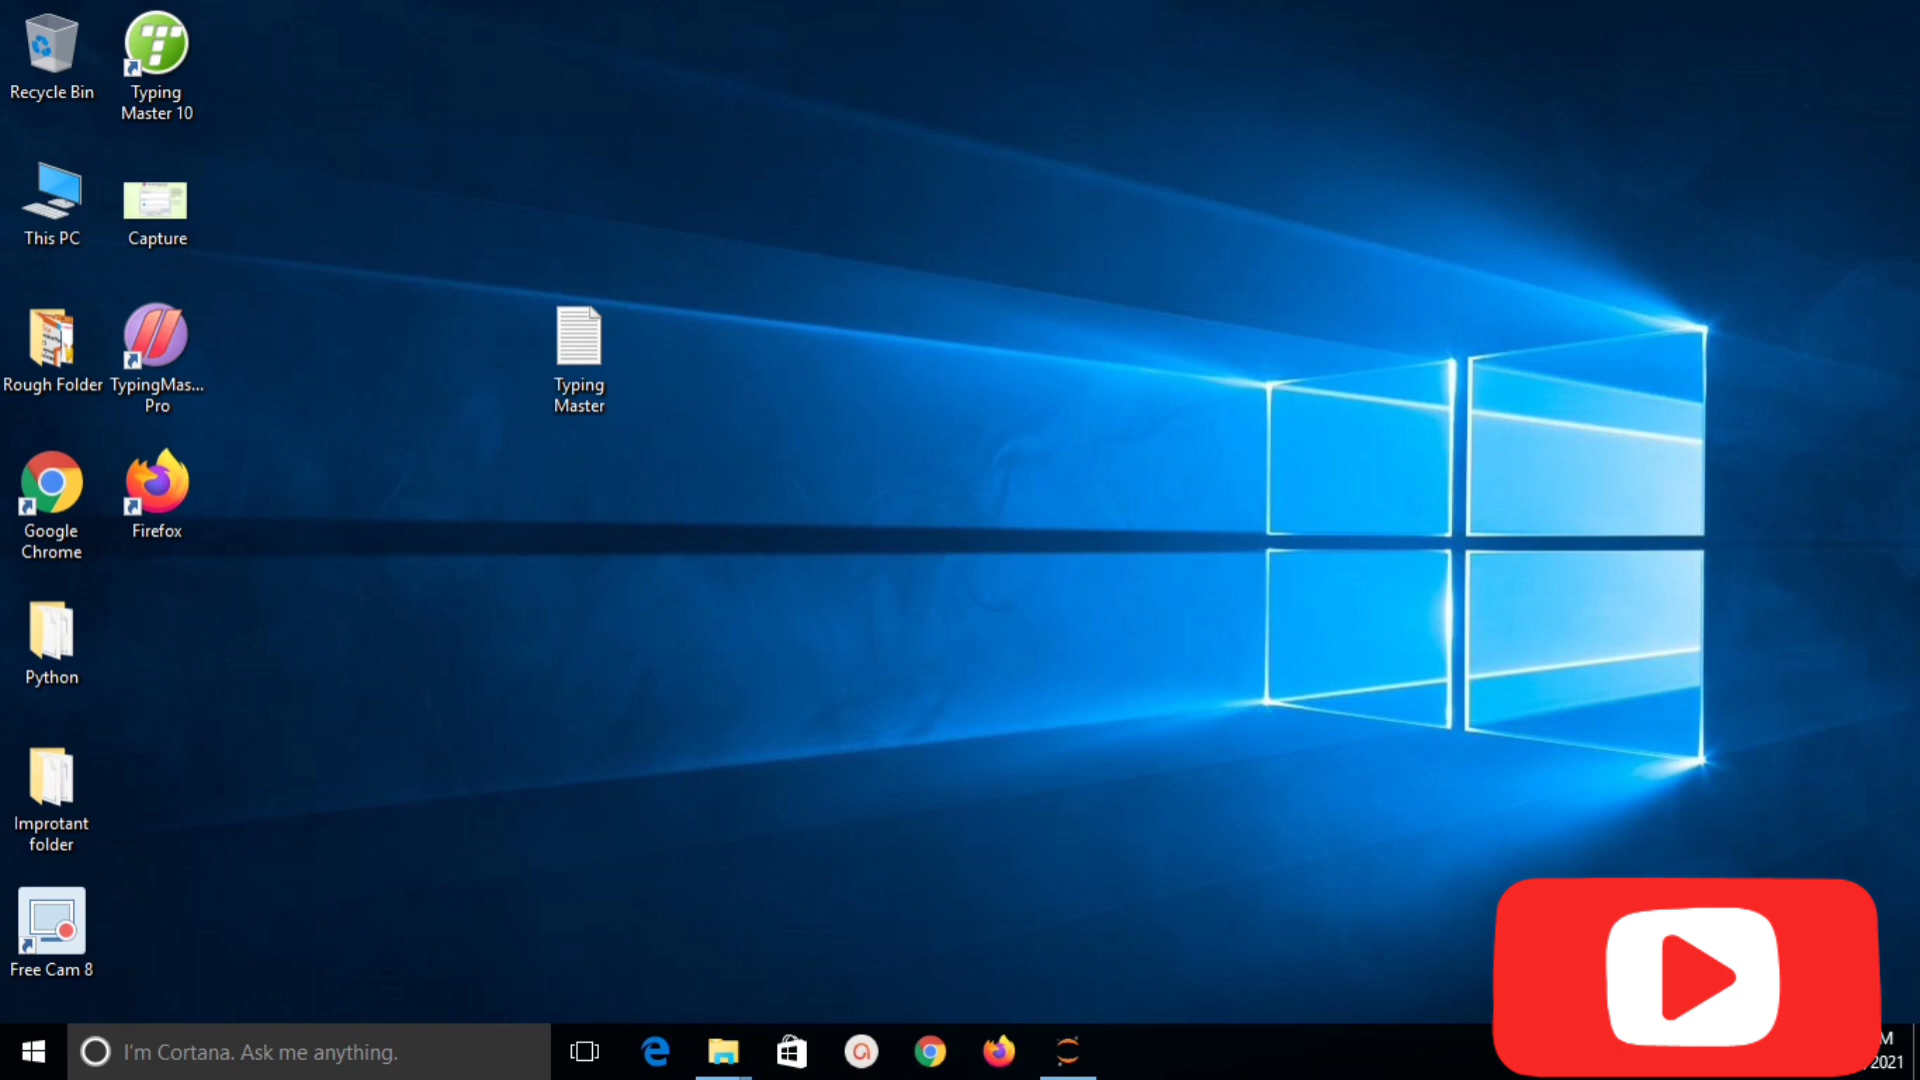 Recycle Bin
Typing
Master 10
This PC
Capture
Rough Folder
TypingMas...
Pro
Typing
Master
Google
Chrome
Firefox
Python
Improtant
folder
Free Cam 8
I'm Cortana. Ask me anything.
M
/2021